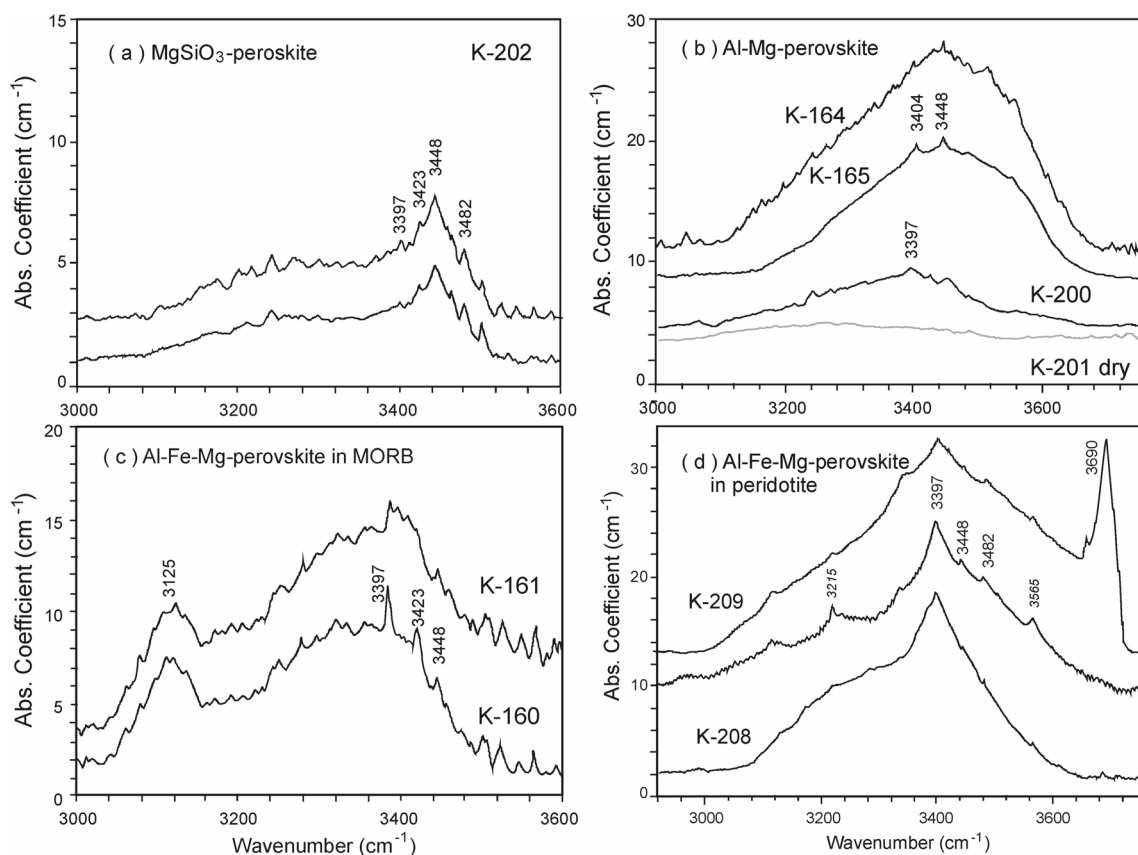 15
( a ) MgSiO3-peroskite
K-202
Abs. Coefficient (cm-1)
10
5
0
3397
3423
3448
3482
3000
3200
3400
3600
30
( b ) Al-Mg-perovskite
Abs. Coefficient (cm-1)
20
10
0
K-164
3404
3448
K-165
3397
K-200
K-201 dry
3000
3200
3400
3600
20
( c ) Al-Fe-Mg-perovskite in MORB
Abs. Coefficient (cm-1)
15
10
5
0
3125
K-161
3397
3423
3448
K-160
3000
3200
3400
3600
Wavenumber (cm-1)
30
( d ) Al-Fe-Mg-perovskite
in peridotite
Abs. Coefficient (cm-1)
20
10
0
3690
3397
3448
3482
3215
3565
K-209
K-208
3000
3200
3400
3600
Wavenumber (cm-1)